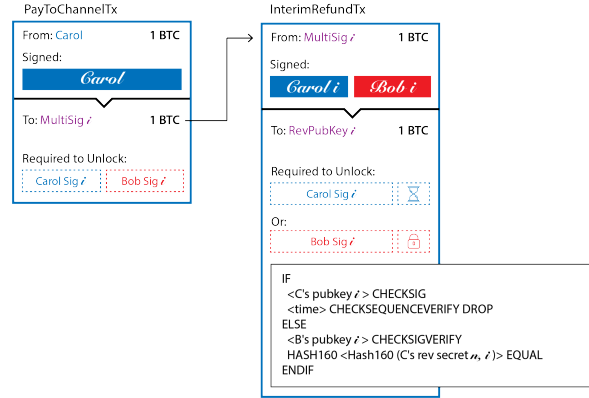 PayToChannelTx
From: Carol 1 BTC
Signed:
Carol
To: MultiSig i 1 BTC
Required to Unlock:
Carol Sig i Bob Sig i
InterimRefundTx
From: MultiSig i 1 BTC
Signed:
Carol i Bob i
To: RevPubKey i 1 BTC
Required to Unlock:
Carol Sig i
Or:
Bob Sig i
IF
<C's pubkey i > CHECKSIG
<time> CHECKSEQUENCEVERIFY DROP
ELSE
<B's pubkey i > CHECKSIGVERIFY
HASH160 <Hash160 (C's rev secret n, i )> EQUAL
ENDIF